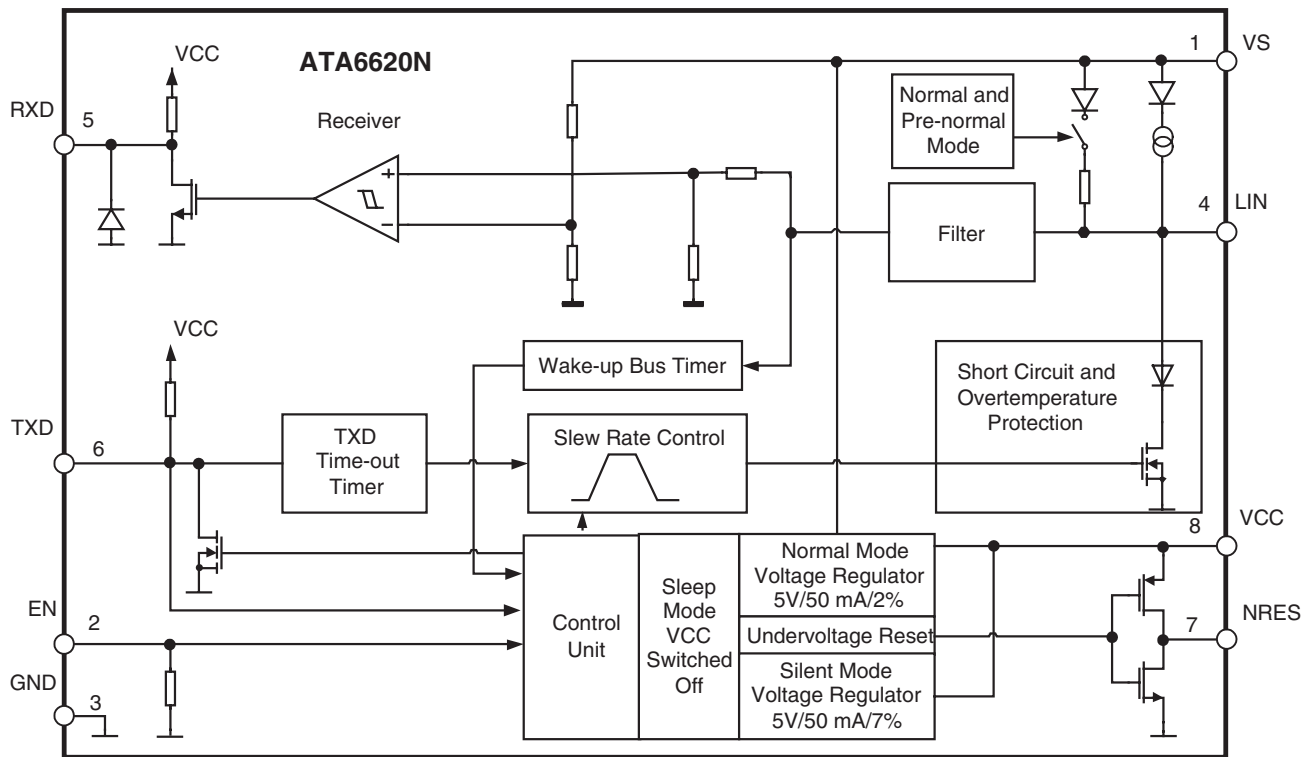 VCC
ATA6620N
1
VS
RXD
5
Receiver
Normal and
Pre-normal
Mode
+
−
4
LIN
Filter
VCC
Wake-up Bus Timer
Short Circuit and
Overtemperature
Protection
TXD
6
TXD
Time-out
Timer
Slew Rate Control
8
VCC
Normal Mode
Voltage Regulator
5V/50 mA/2%
Sleep
Mode
VCC
Switched
Off
Control
Unit
EN
2
Undervoltage Reset
7
NRES
GND
3
Silent Mode
Voltage Regulator
5V/50 mA/7%